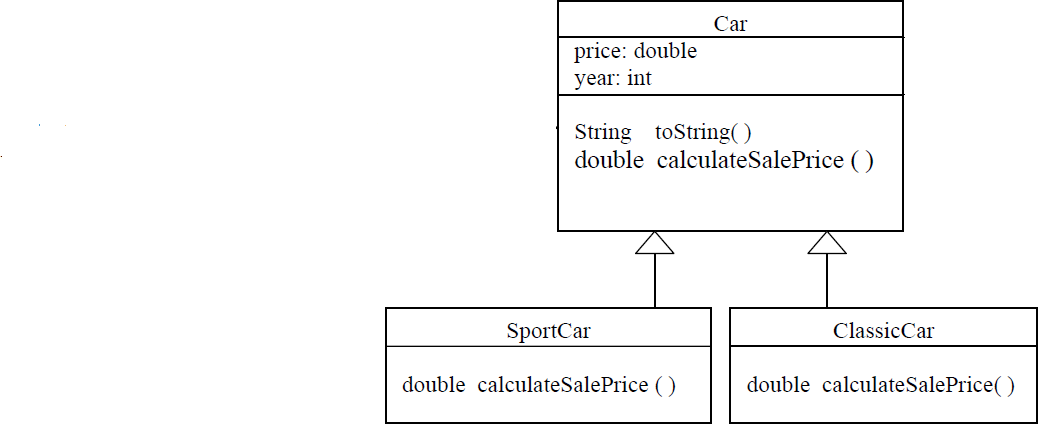 Car
price: double
year: int
String toString( )
double calculateSalePrice ( )
SportCar
double calculateSalePrice ( )
ClassicCar
double calculateSalePrice( )